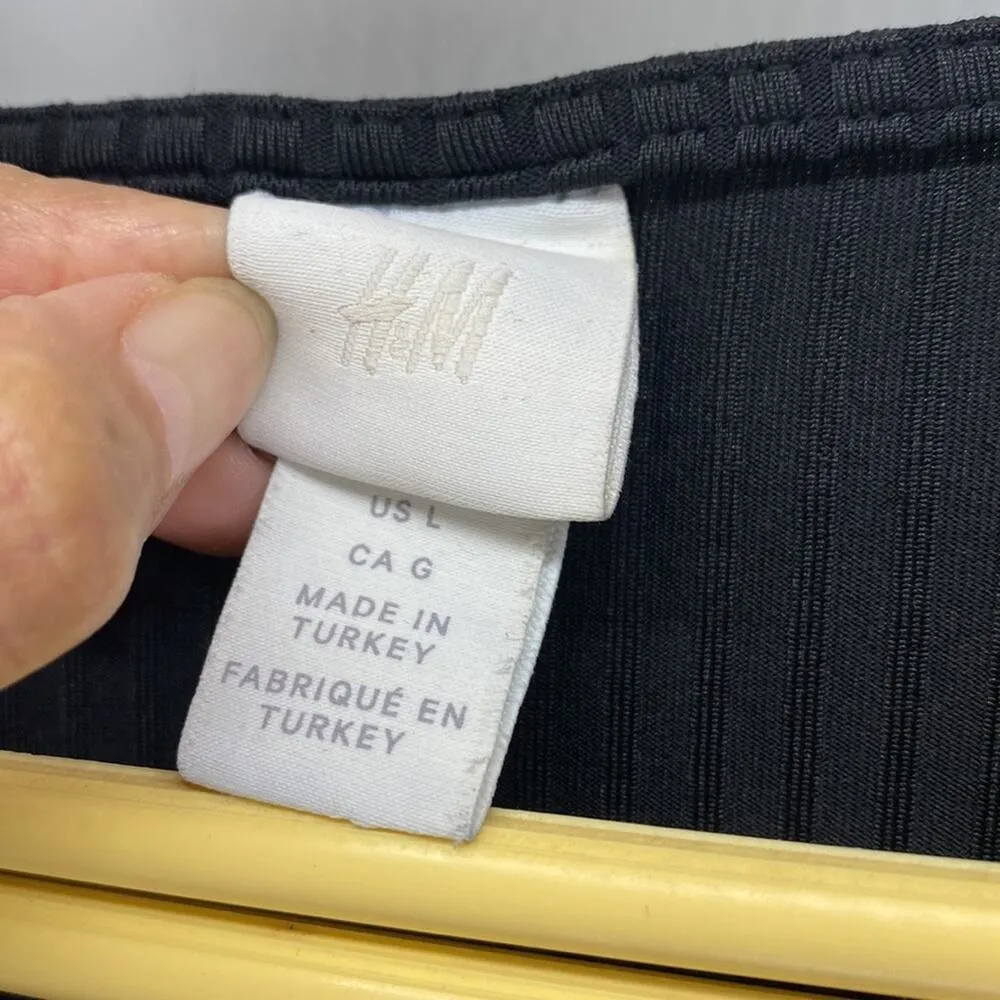 H&M
US L
CA G
MADE IN
TURKEY
FABRIQUÉ EN
TURKEY